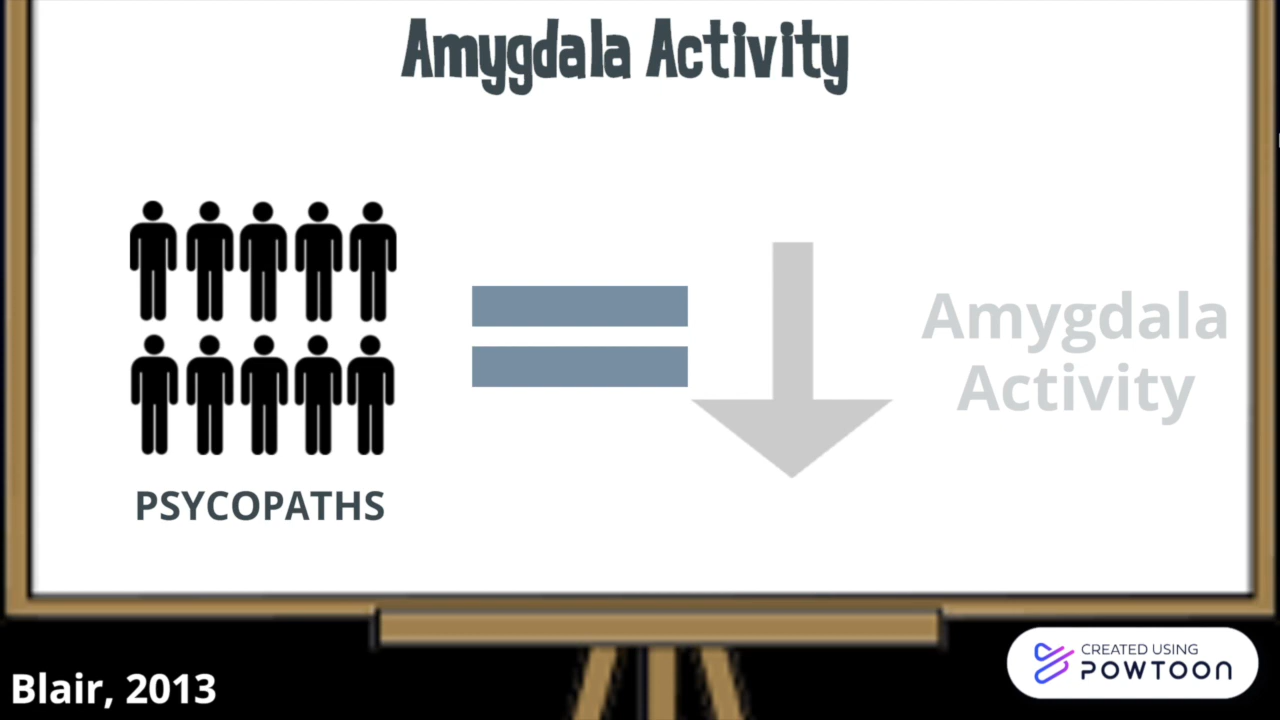 Amygdala Activity
PSYCOPATHS
Amygdala
Activity
Blair, 2013
CREATED USING
POWTOON